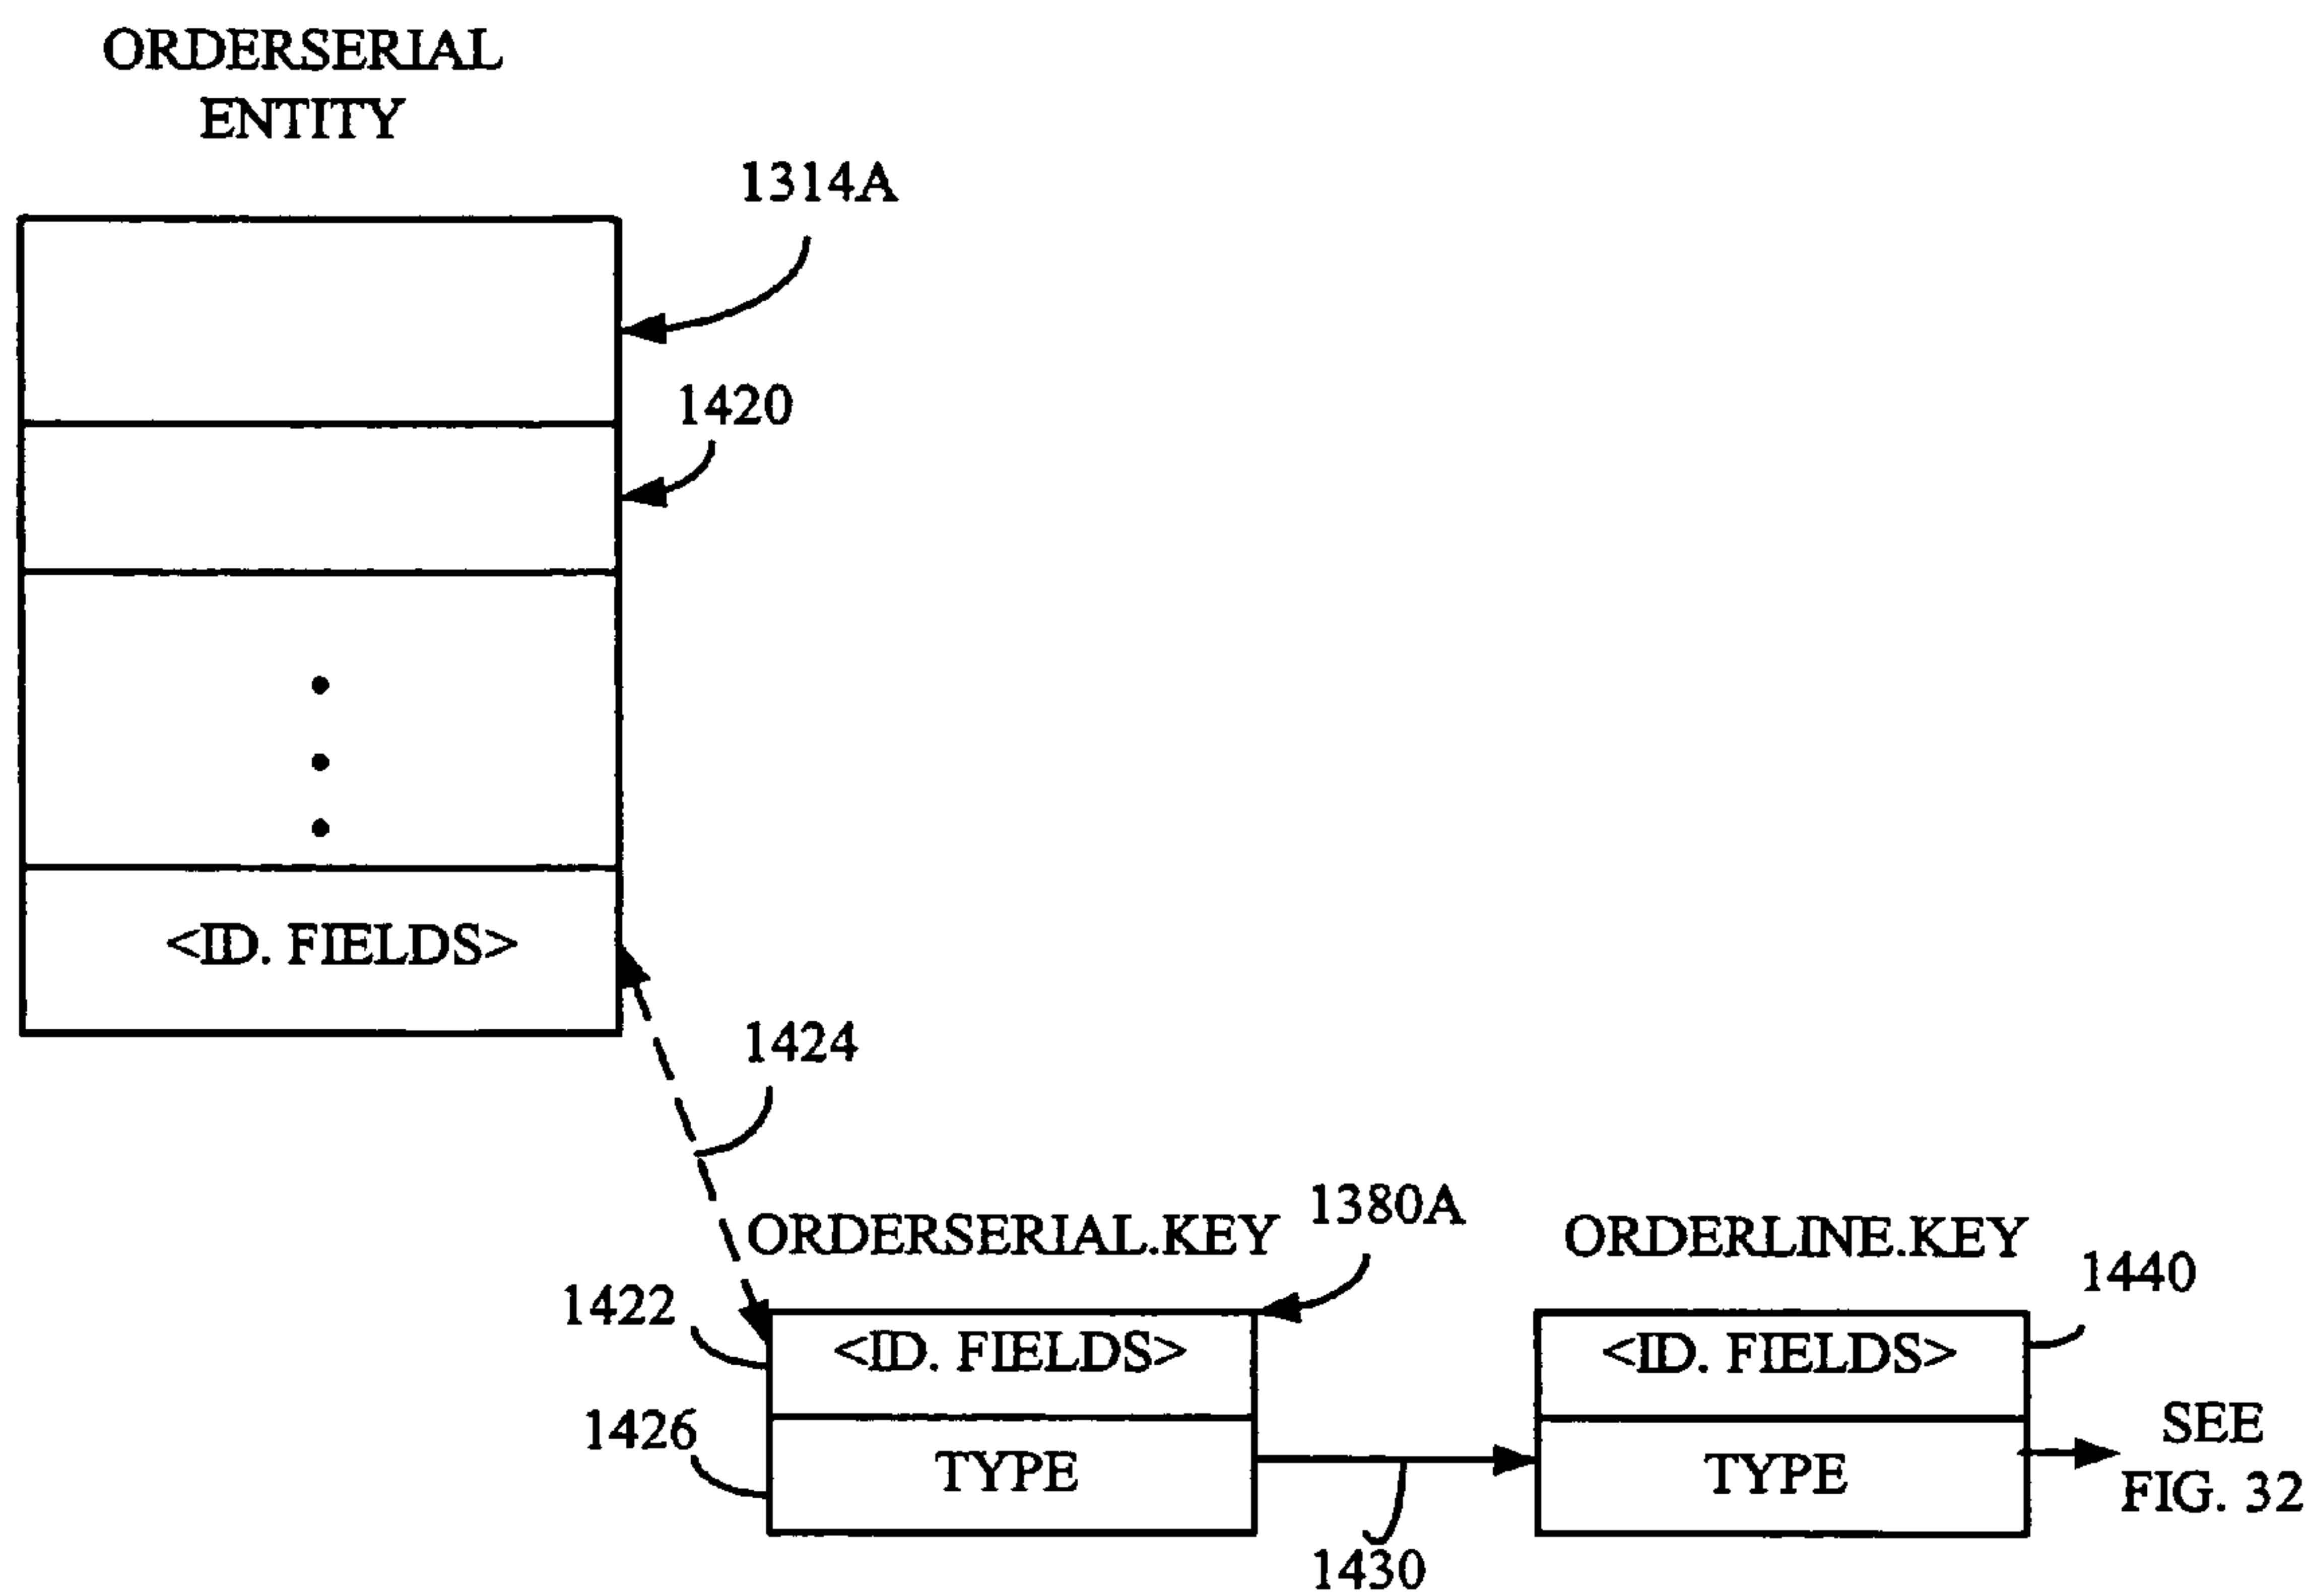 ORDERSERIAL
ENTITY
1314A
1420
<ID. FIELDS>
1424
ORDERSERIAL.KEY
1380A
ORDERLINE.KEY
1440
1422
<ID. FIELDS>
<ID. FIELDS>
1426
TYPE
TYPE
SEE
FIG. 32
1430